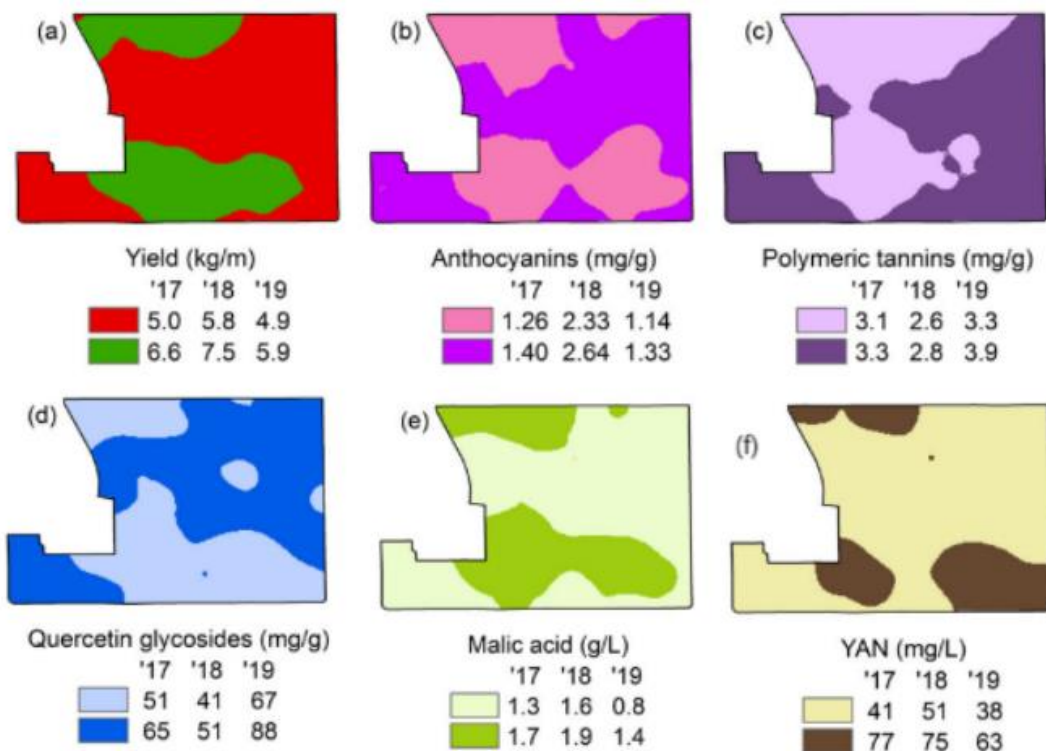 (a)
(b)
(c)
Yield (kg/m)
'17 '18 '19
5.0 5.8 4.9
6.6 7.5 5.9
Anthocyanins (mg/g)
'17 '18 '19
1.26 2.33 1.14
1.40 2.64 1.33
Polymeric tannins (mg/g)
'17 '18 '19
3.1 2.6 3.3
3.3 2.8 3.9
(d)
(e)
(f)
Quercetin glycosides (mg/g)
'17 '18 '19
51 41 67
65 51 88
Malic acid (g/L)
'17 '18 '19
1.3 1.6 0.8
1.7 1.9 1.4
YAN (mg/L)
'17 '18 '19
41 51 38
77 75 63